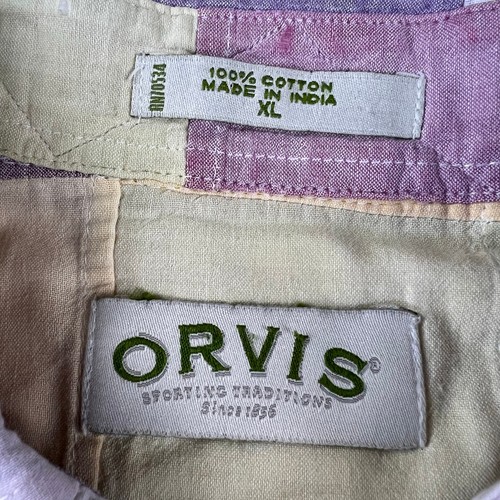 100% COTTON
MADE IN INDIA
XL
RN70534
ORVIS®
SPORTING TRADITIONS
Since 1856